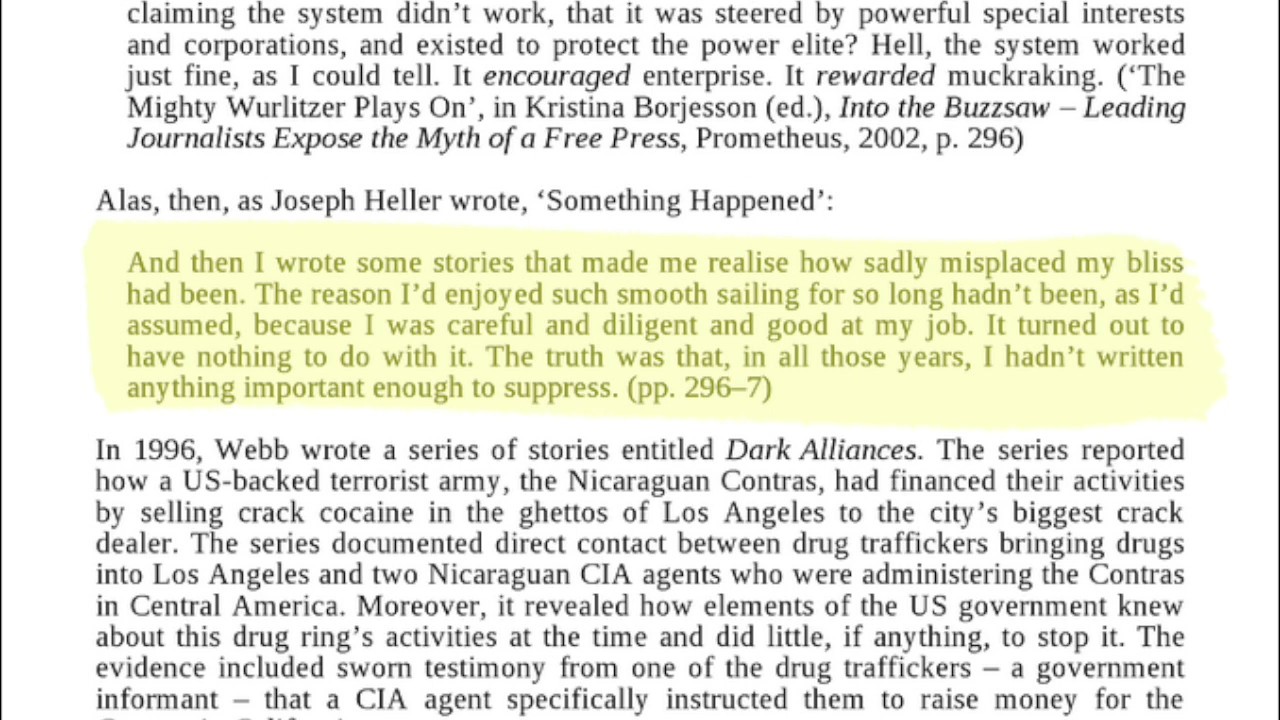 claiming the system didn’t work, that it was steered by powerful special interests
and corporations, and existed to protect the power elite? Hell, the system worked
just fine, as I could tell. It encouraged enterprise. It rewarded muckraking. (‘The
Mighty Wurlitzer Plays On’, in Kristina Borjesson (ed.), Into the Buzzsaw – Leading
Journalists Expose the Myth of a Free Press, Prometheus, 2002, p. 296)
Alas, then, as Joseph Heller wrote, ‘Something Happened’:
And then I wrote some stories that made me realise how sadly misplaced my bliss
had been. The reason I’d enjoyed such smooth sailing for so long hadn’t been, as I’d
assumed, because I was careful and diligent and good at my job. It turned out to
have nothing to do with it. The truth was that, in all those years, I hadn’t written
anything important enough to suppress. (pp. 296–7)
In 1996, Webb wrote a series of stories entitled Dark Alliances. The series reported
how a US-backed terrorist army, the Nicaraguan Contras, had financed their activities
by selling crack cocaine in the ghettos of Los Angeles to the city’s biggest crack
dealer. The series documented direct contact between drug traffickers bringing drugs
into Los Angeles and two Nicaraguan CIA agents who were administering the Contras
in Central America. Moreover, it revealed how elements of the US government knew
about this drug ring’s activities at the time and did little, if anything, to stop it. The
evidence included sworn testimony from one of the drug traffickers – a government
informant – that a CIA agent specifically instructed them to raise money for the